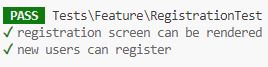 PASS Tests\Feature\RegistrationTest
✓ registration screen can be rendered
✓ new users can register